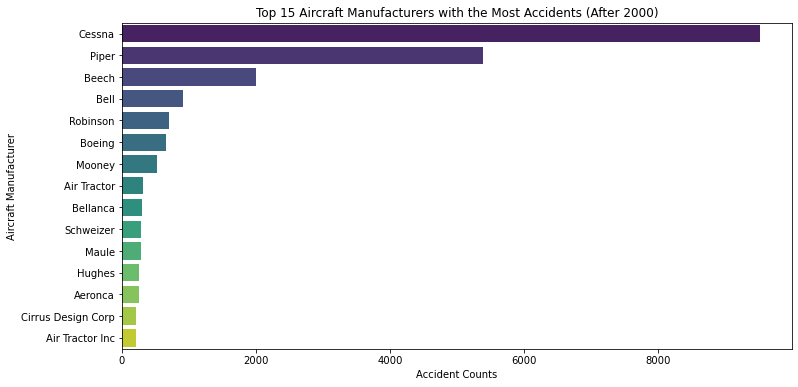 Top 15 Aircraft Manufacturers with the Most Accidents (After 2000)
Aircraft Manufacturer
Cessna
Piper
Beech
Bell
Robinson
Boeing
Mooney
Air Tractor
Bellanca
Schweizer
Maule
Hughes
Aeronca
Cirrus Design Corp
Air Tractor Inc
0 2000 4000 6000 8000
Accident Counts